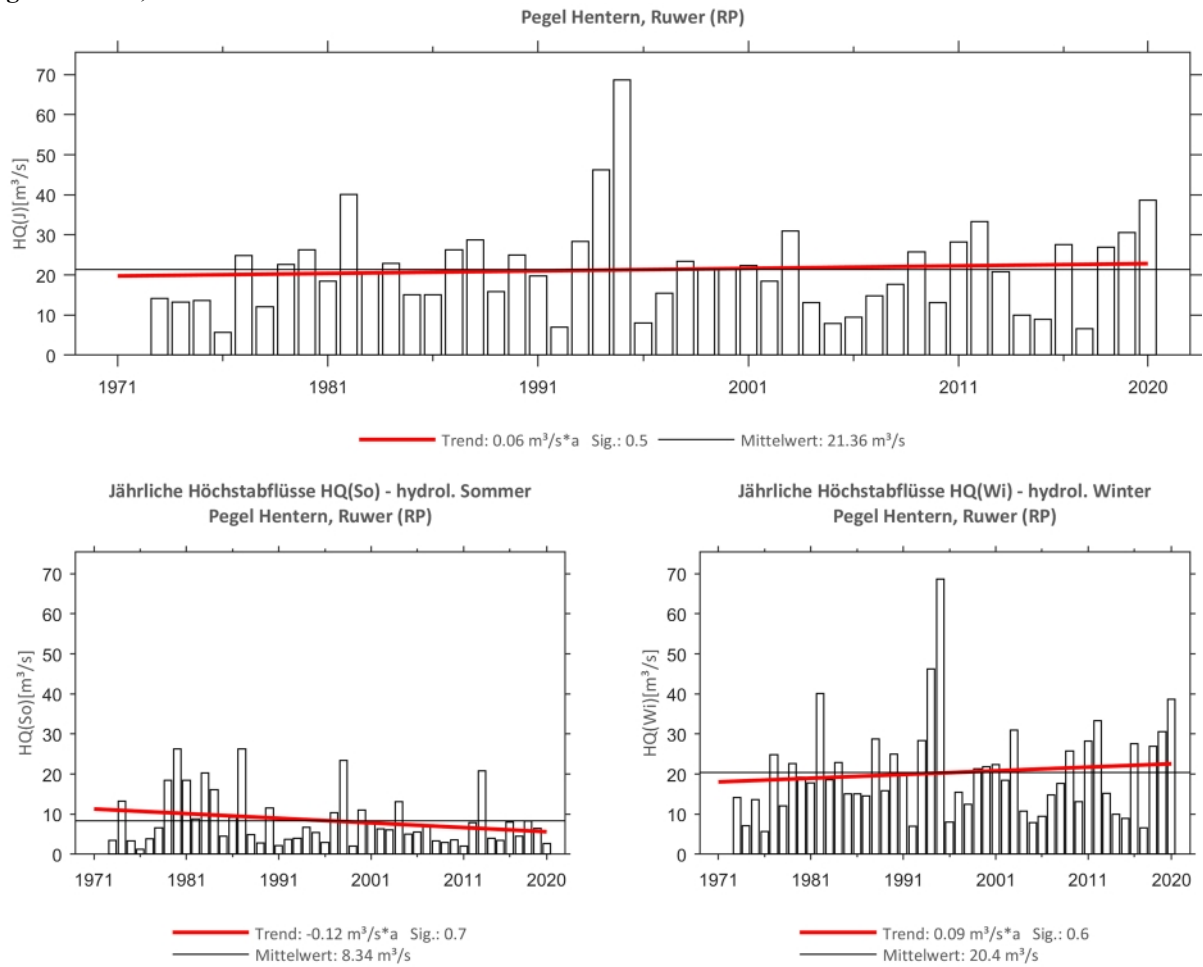 Pegel Hentern, Ruwer (RP)
70
60
50
40
30
20
10
0
HQ(J)[m³/s]
1971 1981 1991 2001 2011 2020
Trend: 0.06 m³/s*a Sig.: 0.5 Mittelwert: 21.36 m³/s
Jährliche Höchstabflüsse HQ(So) - hydrol. Sommer
Pegel Hentern, Ruwer (RP)
70
60
50
40
30
20
10
0
HQ(So)[m³/s]
1971 1981 1991 2001 2011 2020
Trend: -0.12 m³/s*a Sig.: 0.7
Mittelwert: 8.34 m³/s
Jährliche Höchstabflüsse HQ(Wi) - hydrol. Winter
Pegel Hentern, Ruwer (RP)
70
60
50
40
30
20
10
0
HQ(Wi)[m³/s]
1971 1981 1991 2001 2011 2020
Trend: 0.09 m³/s*a Sig.: 0.6
Mittelwert: 20.4 m³/s